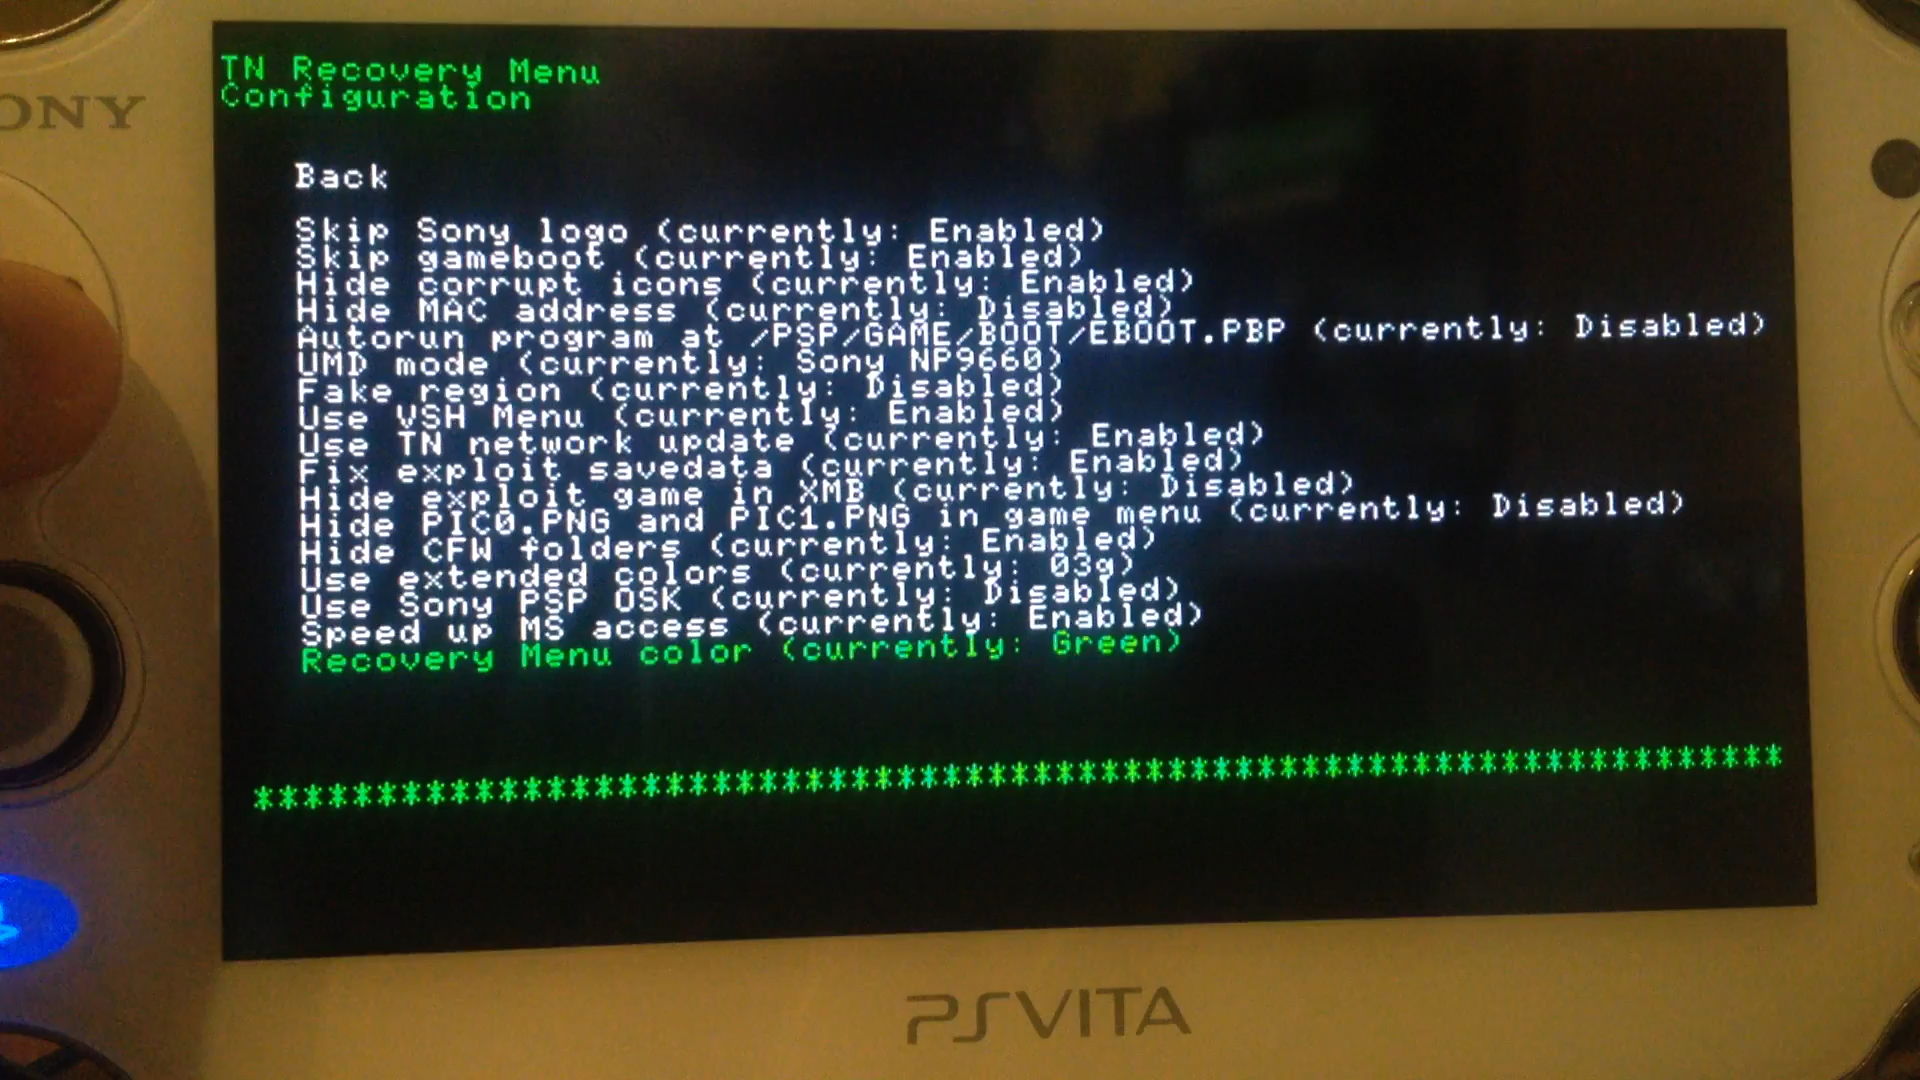 TN Recovery Menu
Configuration
ONY
Back
Skip Sony logo (currently: Enabled)
Skip gameboot (currently: Enabled)
Hide corrupt icons (currently: Enabled)
Hide MAC address (currently: Disabled)
Autorun program at /PSP/GAME/BOOT/EBOOT.PBP (currently: Disabled)
UMD mode (currently: Sony NP9660)
Fake region (currently: Disabled)
Use VSH Menu (currently: Enabled)
Use TN network update (currently: Enabled)
Fix exploit savedata (currently: Enabled)
Hide exploit game in XMB (currently: Disabled)
Hide PIC0.PNG and PIC1.PNG in game menu (currently: Disabled)
Hide CFW folders (currently: Enabled)
Use extended colors (currently: 03g)
Use Sony PSP OSK (currently: Disabled)
Speed up MS access (currently: Enabled)
Recovery Menu color (currently: Green)
***************************************************************
PSVITA